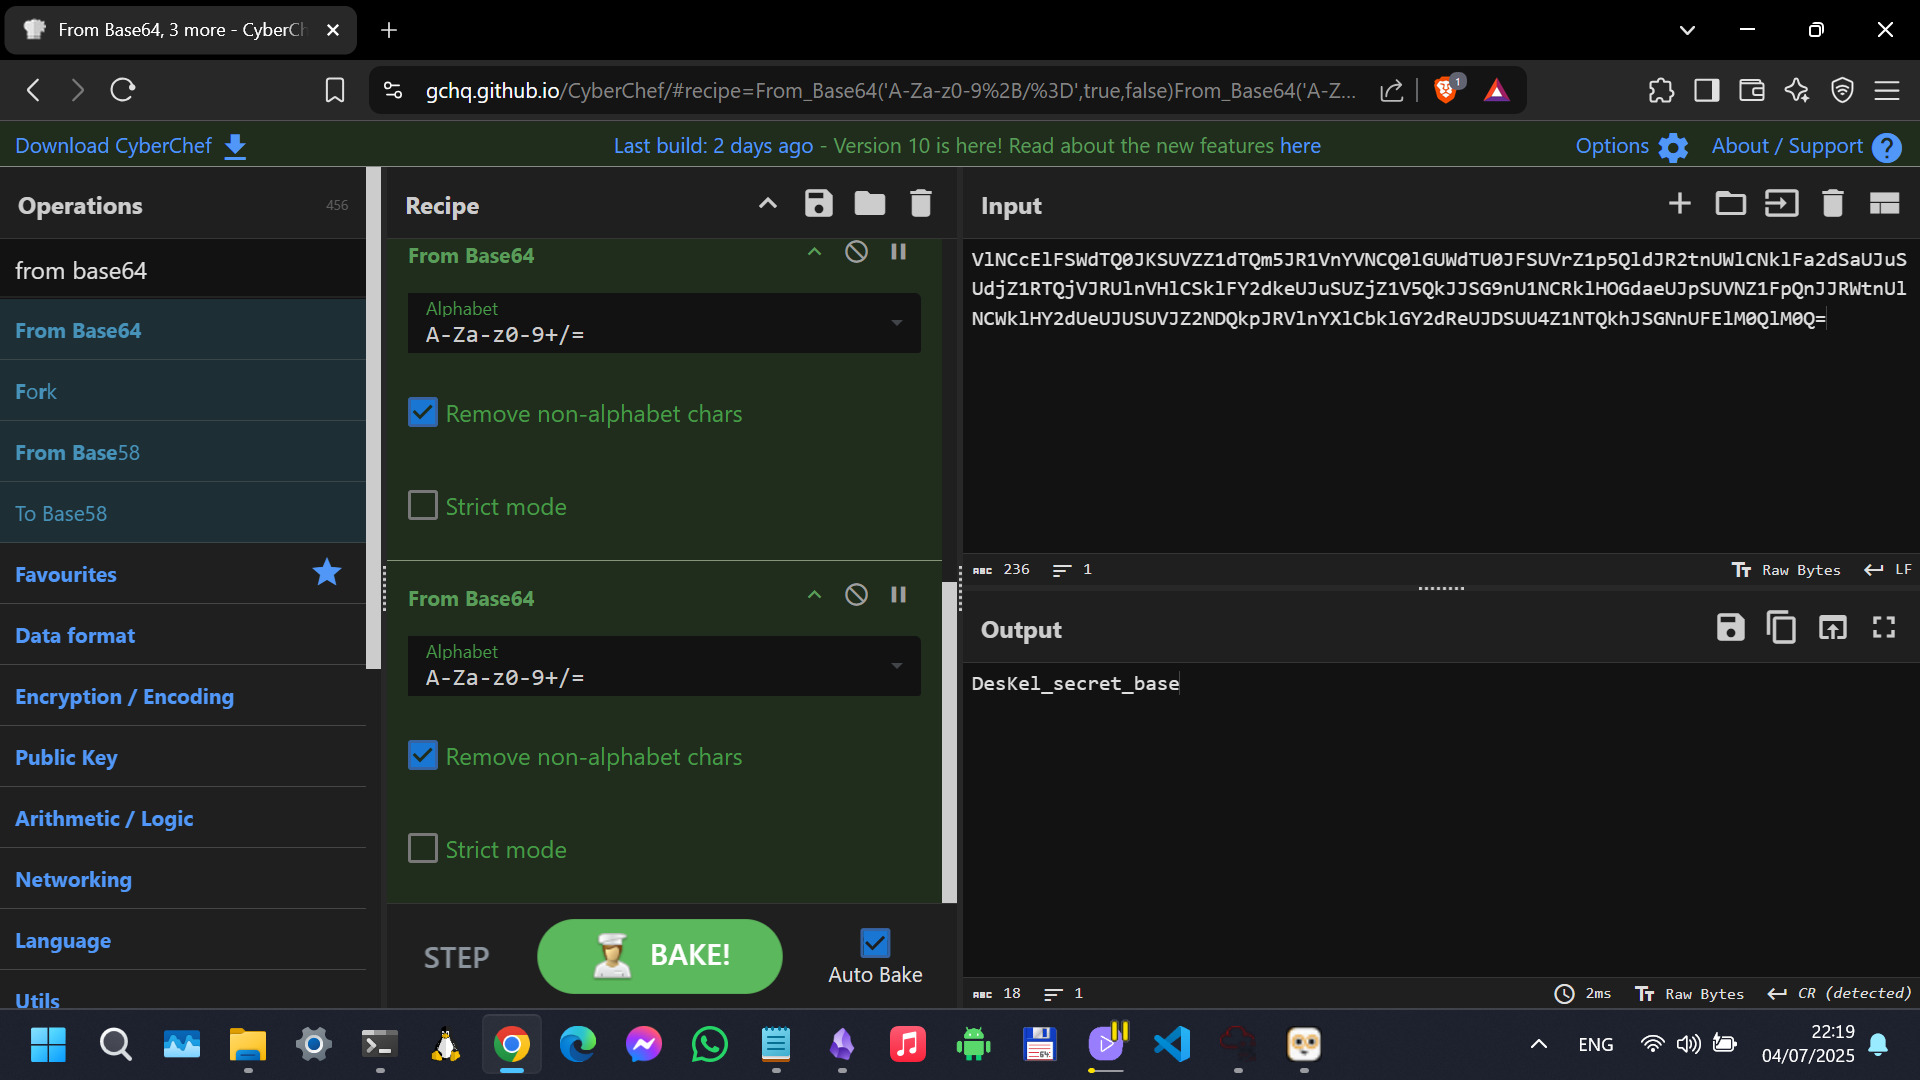 From Base64, 3 more - CyberCh
gchq.github.io/CyberChef/#recipe=From_Base64('A-Za-z0-9%2B/%3D',true,false)From_Base64('A-Z...
1
Download CyberChef
Last build: 2 days ago - Version 10 is here! Read about the new features here
Options
About / Support
Operations
456
from base64
From Base64
Fork
From Base58
To Base58
Favourites
Data format
Encryption / Encoding
Public Key
Arithmetic / Logic
Networking
Language
Utils
Recipe
From Base64
Alphabet
A-Za-z0-9+/=
Remove non-alphabet chars
Strict mode
From Base64
Alphabet
A-Za-z0-9+/=
Remove non-alphabet chars
Strict mode
STEP
BAKE!
Auto Bake
Input
VlNCcElFSWdTQ0JKSUVZZ1dTQm5JR1VnYVNCQ0lGUWdTU0JFSUVrZ1p5QldJR2tnUWlCNklFa2dSaUJuS
UdjZ1RTQjVJRUlnVHlCSklFY2dkeUJuSUZjZ1V5QkJJSG9nU1NCRklHOGdaeUJpSUVNZ1FpQnJJRWtnUl
NCWklHY2dUeUJUSUVJZ2NDQkpJRVlnYXlCbklGY2dReUJDSUU4Z1NTQkhJSGNnUFElM0QlM0Q=
236
1
Raw Bytes
LF
Output
DesKel_secret_base
18
1
2ms
Raw Bytes
CR (detected)
64
ENG
22:19
04/07/2025